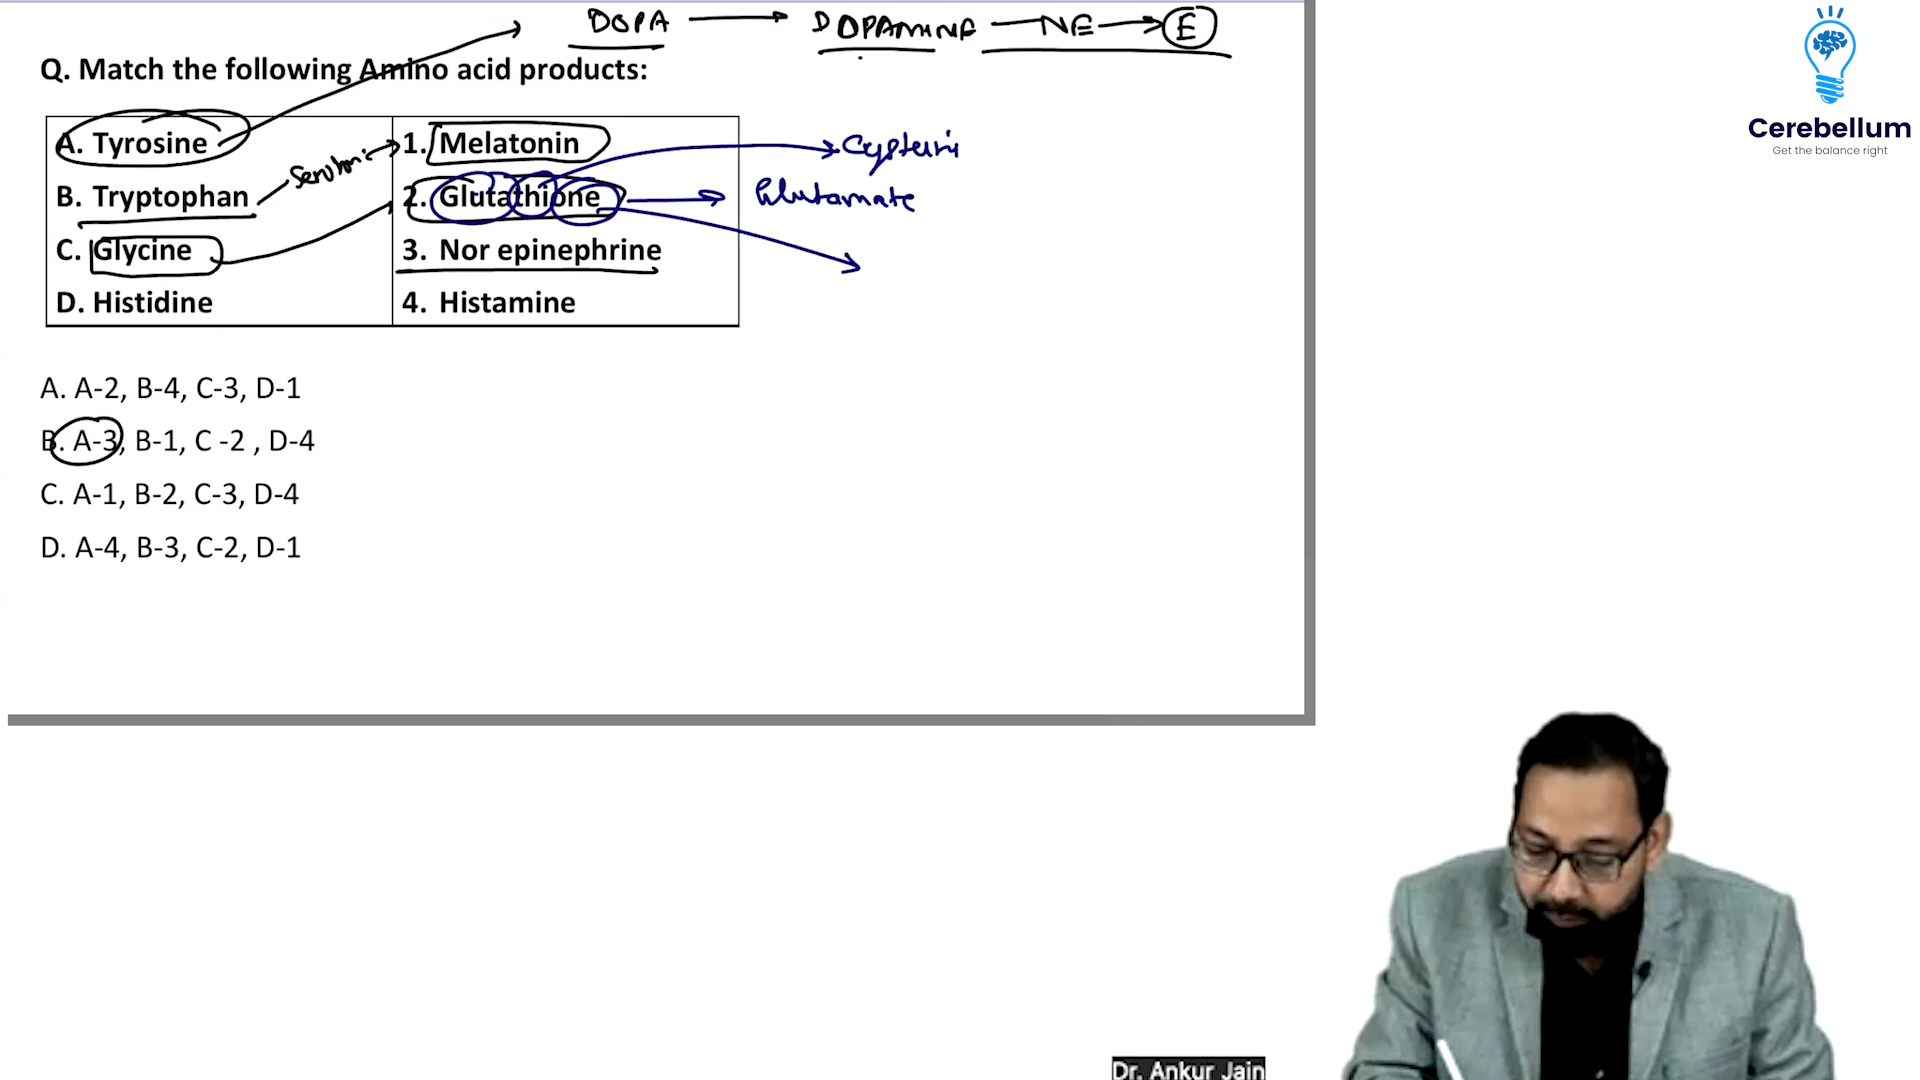 DOPA DOPAMINE NE E
Q. Match the following Amino acid products:
A. Tyrosine 1. Melatonin
B. Tryptophan 2. Glutathione Glutamate
C. Glycine 3. Nor epinephrine
D. Histidine 4. Histamine
A. A-2, B-4, C-3, D-1
B. A-3, B-1, C -2 , D-4
C. A-1, B-2, C-3, D-4
D. A-4, B-3, C-2, D-1
Cerebellum
Get the balance right
Dr. Ankur Jain